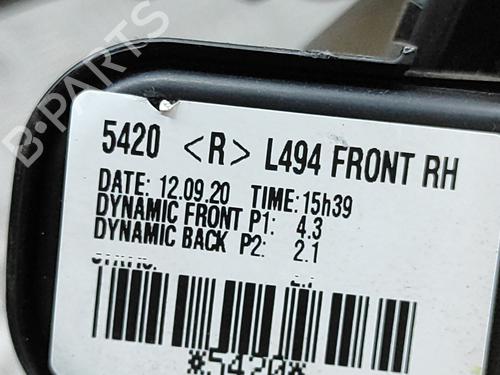 B-PARTS
5420 <R> L494 FRONT RH
DATE: 12.09.20 TIME:15h39
DYNAMIC FRONT P1: 4.3
DYNAMIC BACK P2: 2.1
*5420*